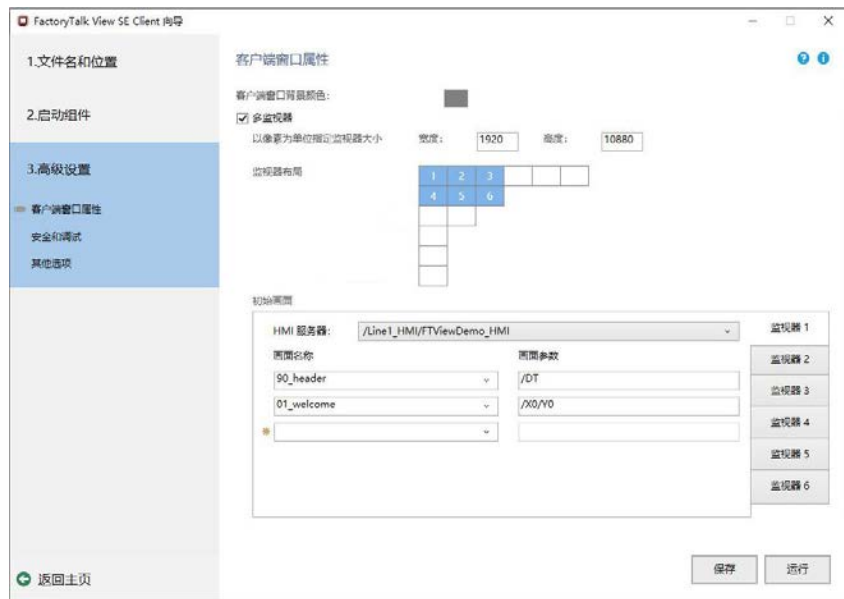 FactoryTalk View SE Client 向导
1.文件名和位置
2.启动组件
3.高级设置
客户端窗口属性
安全和调试
其他选项
返回主页
客户端窗口属性
客户端窗口背景颜色:
多监视器
以像素为单位指定监视器大小 宽度: 1920 高度: 10880
监视器布局
1 2 3
4 5 6
初始画面
HMI 服务器: /Line1_HMI/FTViewDemo_HMI
画面名称 画面参数
90_header /DT
01_welcome /X0/Y0
监视器 1
监视器 2
监视器 3
监视器 4
监视器 5
监视器 6
保存 运行